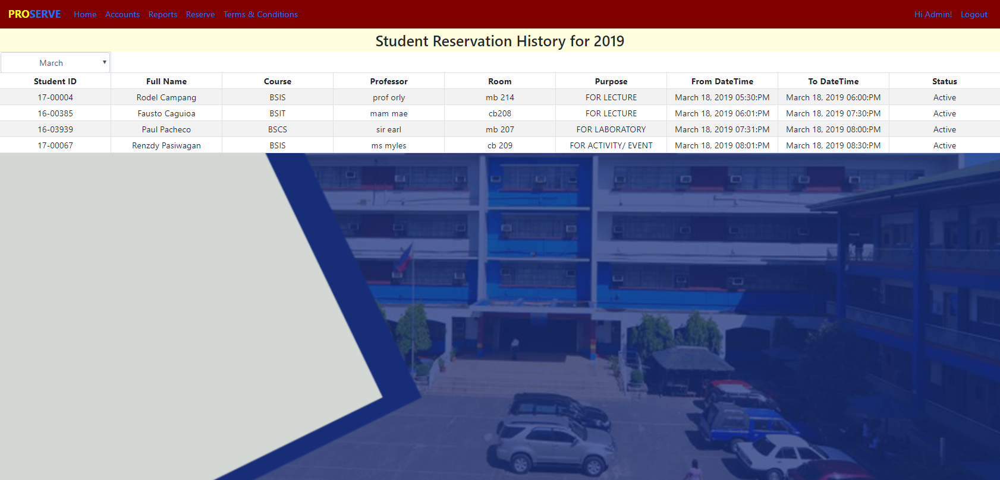 PROSERVE Home Accounts Reports Reserve Terms & Conditions Hi Admin! Logout
Student Reservation History for 2019
March
Student ID Full Name Course Professor Room Purpose From DateTime To DateTime Status
17-00004 Rodel Campang BSIS prof orly mb 214 FOR LECTURE March 18, 2019 05:30:PM March 18, 2019 06:00:PM Active
16-00385 Fausto Caguioa BSIT mam mae cb208 FOR LECTURE March 18, 2019 06:01:PM March 18, 2019 07:30:PM Active
16-03939 Paul Pacheco BSCS sir earl mb 207 FOR LABORATORY March 18, 2019 07:31:PM March 18, 2019 08:00:PM Active
17-00067 Renzdy Pasiwagan BSIS ms myles cb 209 FOR ACTIVITY/ EVENT March 18, 2019 08:01:PM March 18, 2019 08:30:PM Active